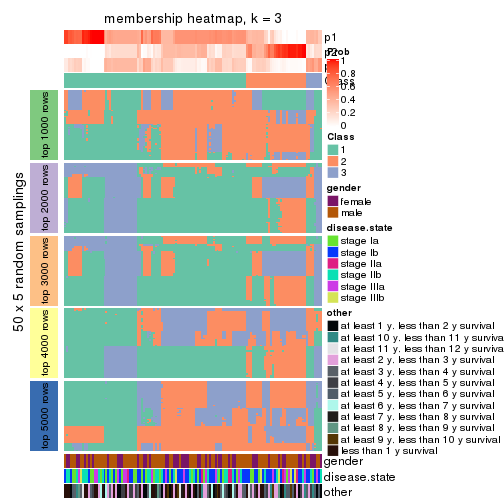 membership heatmap, k = 3
p1
p2
Prob
1
0.8
0.6
0.4
0.2
0
Class
Class
1
2
3
gender
female
male
disease.state
stage Ia
stage Ib
stage IIa
stage IIb
stage IIIa
stage IIIb
other
at least 1 y. less than 2 y survival
at least 10. year less than 11 y surviva
at least 11. year less than 12 y surviva
at least 2 y. less than 3 y survival
at least 3 y. less than 4 y survival
at least 4 y. less than 5 y survival
at least 5 y. less than 6 y survival
at least 6 y. less than 7 y survival
at least 7 y. less than 8 y survival
at least 8 y. less than 9 y survival
at least 9 y. less than 10 y survival
less than 1 y survival
50 x 5 random samplings
top 1000 rows
top 2000 rows
top 3000 rows
top 4000 rows
top 5000 rows
gender
disease.state
other